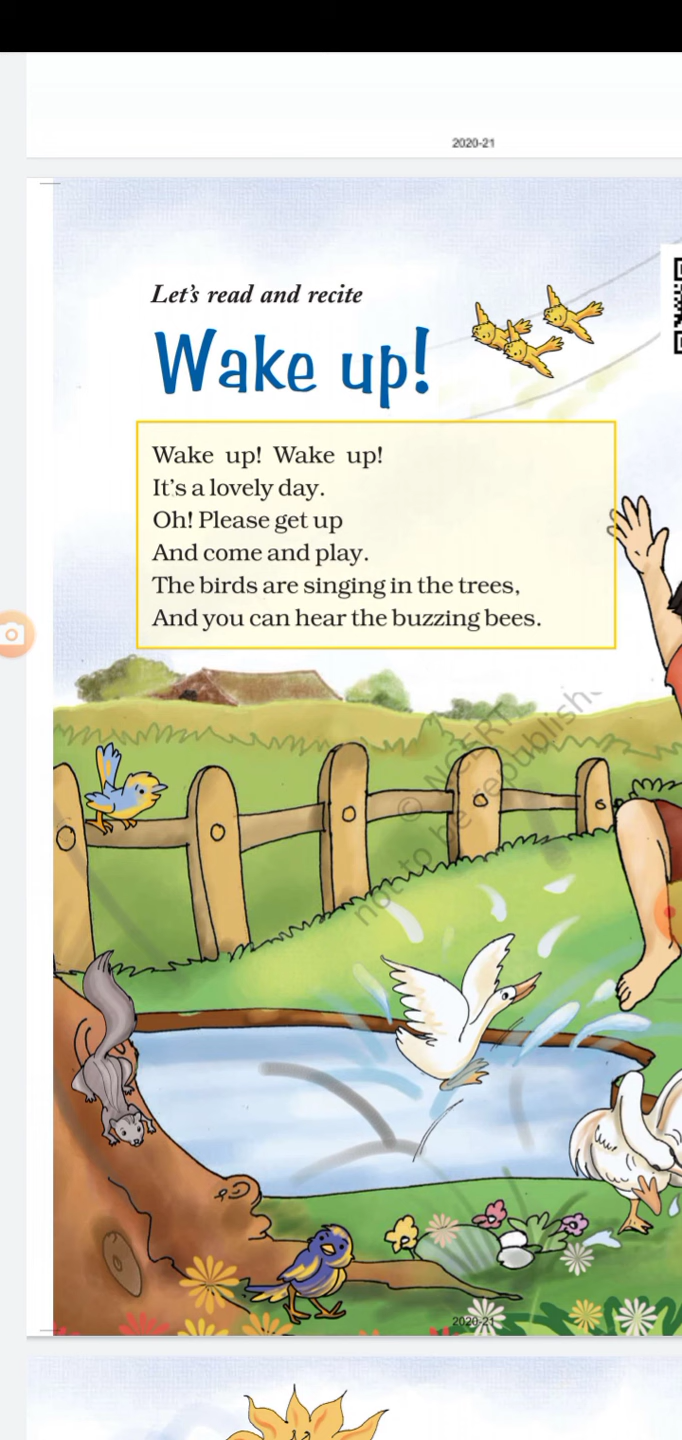 2020-21
Let's read and recite
Wake up!
Wake up! Wake up!
It's a lovely day.
Oh! Please get up
And come and play.
The birds are singing in the trees,
And you can hear the buzzing bees.
© NCERT
not to be republishe
2020-21